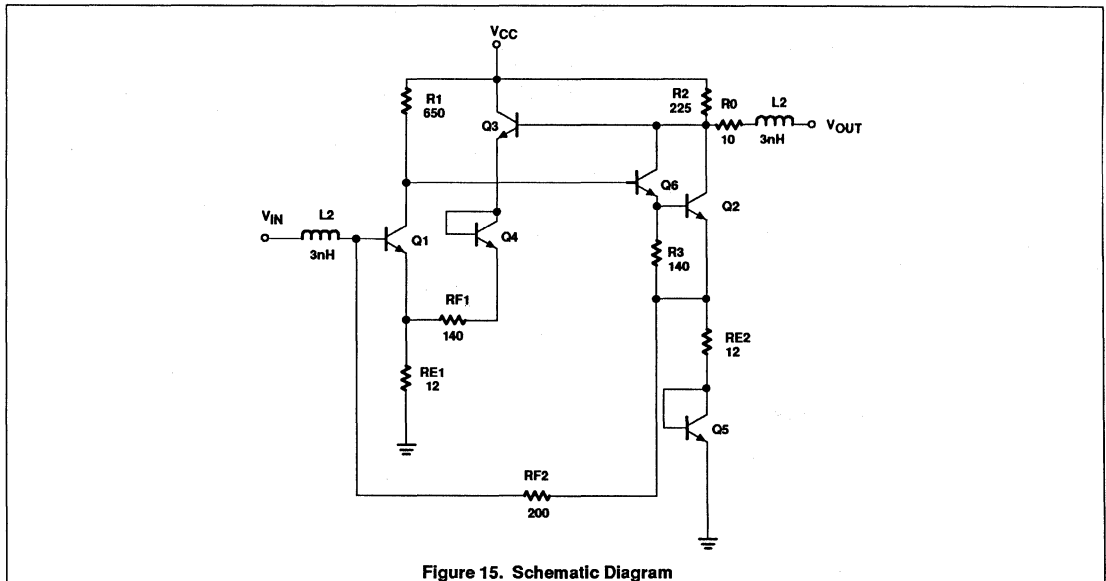 VCC
R1
650
R2
225
R0
10
L2
3nH
VOUT
Q3
Q6
Q2
VIN
L2
3nH
Q1
Q4
R3
140
RF1
140
RE1
12
RE2
12
Q5
RF2
200
Figure 15. Schematic Diagram